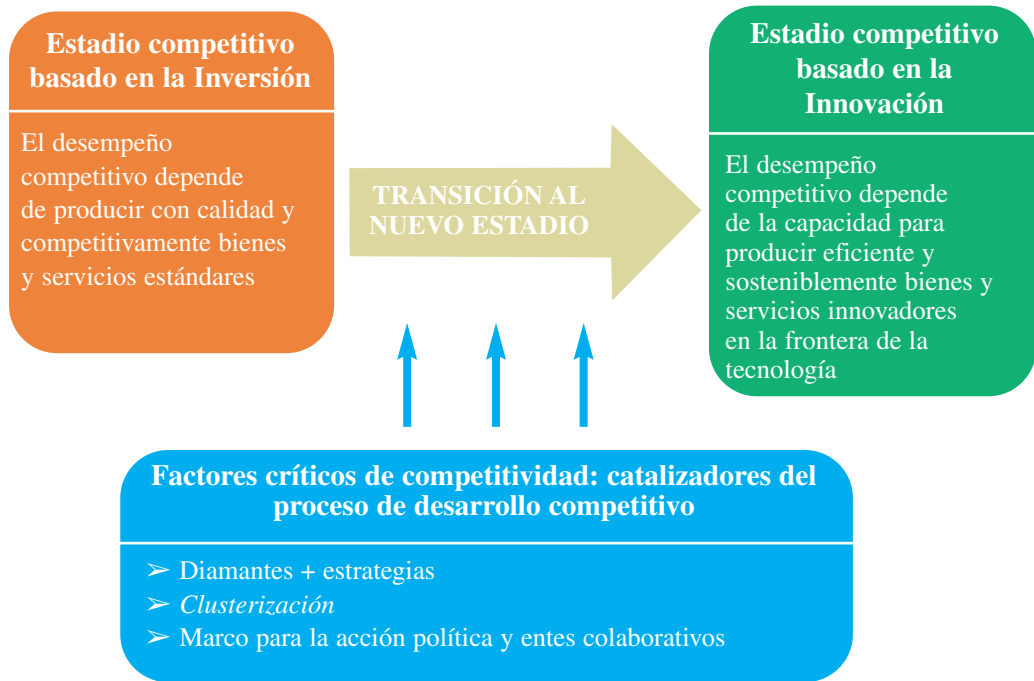 Estadio competitivo
basado en la Inversión
El desempeño
competitivo depende
de producir con calidad y
competitivamente bienes
y servicios estándares
TRANSICIÓN AL
NUEVO ESTADIO
Estadio competitivo
basado en la
Innovación
El desempeño
competitivo depende
de la capacidad para
producir eficiente y
sosteniblemente bienes y
servicios innovadores
en la frontera de la
tecnología
Factores críticos de competitividad: catalizadores del
proceso de desarrollo competitivo
➢ Diamantes + estrategias
➢ Clusterización
➢ Marco para la acción política y entes colaborativos